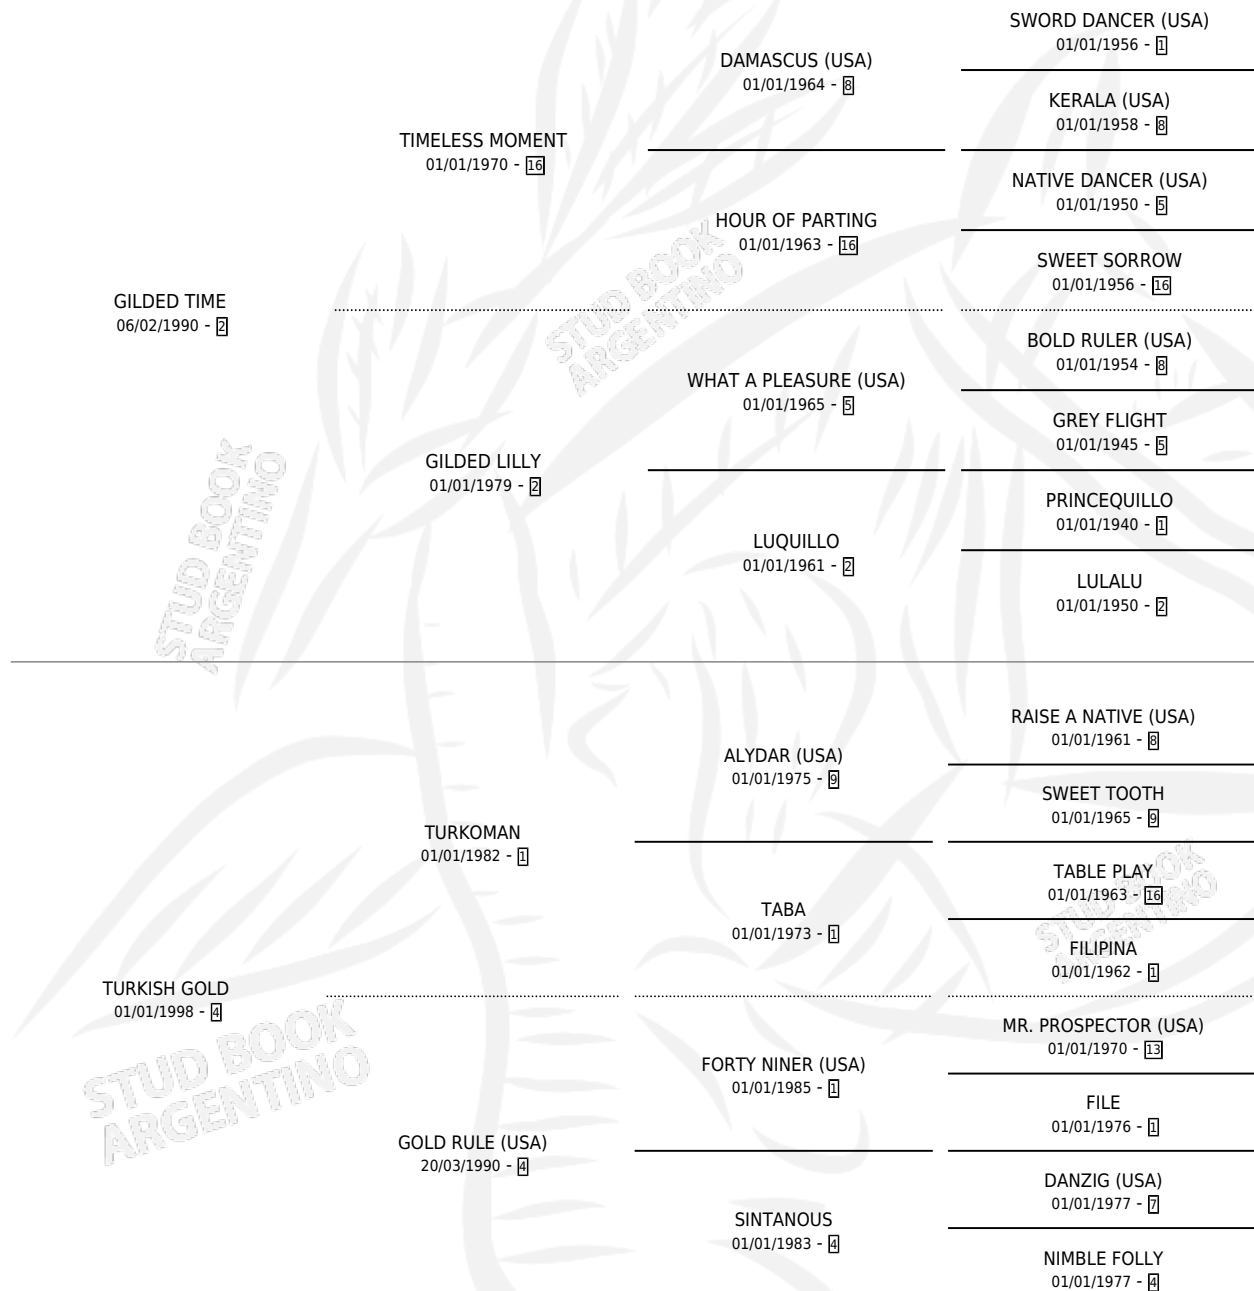 SWORD DANCER (USA)
01/01/1956 - 1
DAMASCUS (USA)
01/01/1964 - 8
KERALA (USA)
01/01/1958 - 8
TIMELESS MOMENT
01/01/1970 - 16
NATIVE DANCER (USA)
01/01/1950 - 5
HOUR OF PARTING
01/01/1963 - 16
SWEET SORROW
01/01/1956 - 16
GILDED TIME
06/02/1990 - 2
BOLD RULER (USA)
01/01/1954 - 8
WHAT A PLEASURE (USA)
01/01/1965 - 5
GREY FLIGHT
01/01/1945 - 5
GILDED LILLY
01/01/1979 - 2
PRINCEQUILLO
01/01/1940 - 1
LUQUILLO
01/01/1961 - 2
LULALU
01/01/1950 - 2
RAISE A NATIVE (USA)
01/01/1961 - 8
ALYDAR (USA)
01/01/1975 - 9
SWEET TOOTH
01/01/1965 - 9
TURKOMAN
01/01/1982 - 1
TABLE PLAY
01/01/1963 - 16
TABA
01/01/1973 - 1
FILIPINA
01/01/1962 - 1
TURKISH GOLD
01/01/1998 - 4
MR. PROSPECTOR (USA)
01/01/1970 - 13
FORTY NINER (USA)
01/01/1985 - 1
FILE
01/01/1976 - 1
GOLD RULE (USA)
20/03/1990 - 4
DANZIG (USA)
01/01/1977 - 7
SINTANOUS
01/01/1983 - 4
NIMBLE FOLLY
01/01/1977 - 4
STUD BOOK
ARGENTINO
STUD BOOK
ARGENTINO
STUD BOOK
ARGENTINO
STUD BOOK
ARGENTINO